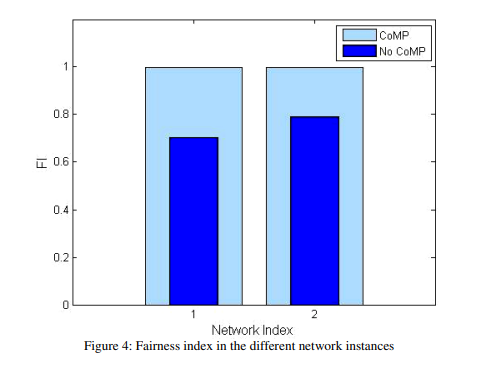 CoMP
No CoMP
1
0.8
0.6
0.4
0.2
0
FI
1
2
Network Index
Figure 4: Fairness index in the different network instances